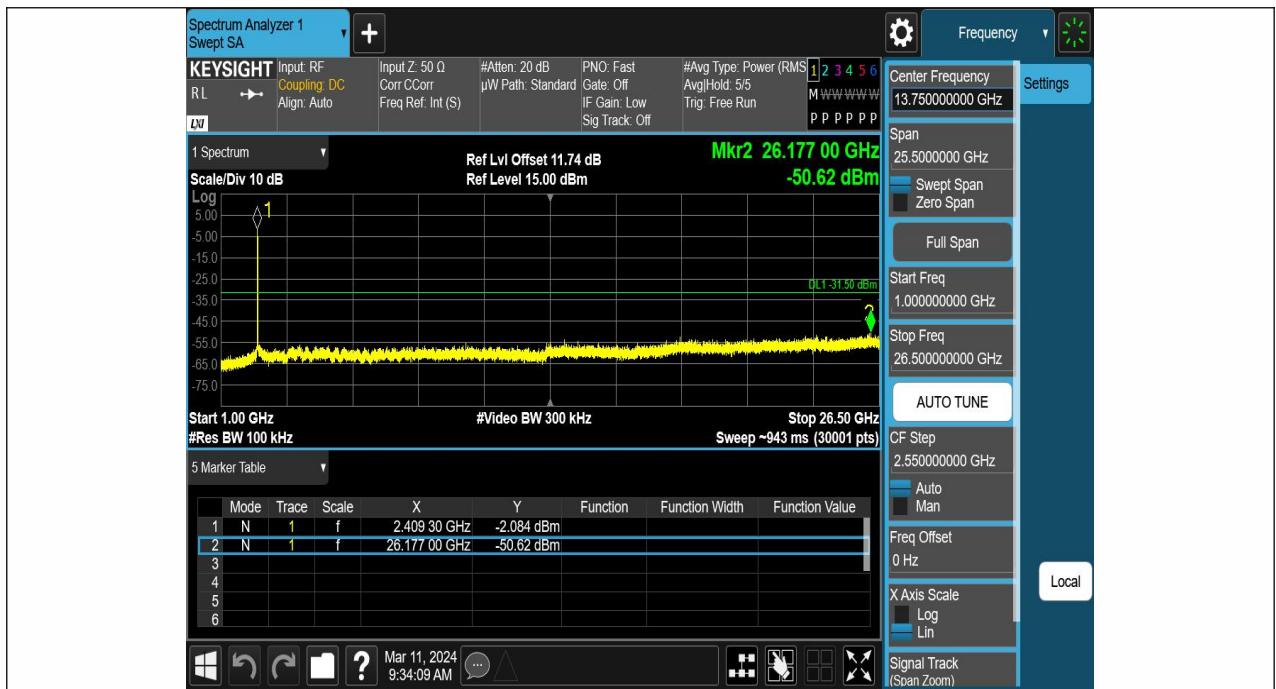 Spectrum Analyzer 1
Swept SA
Frequency
KEYSIGHT
RL
LXI
Input: RF
Coupling: DC
Align: Auto
Input Z: 50 Ω
Corr CCorr
Freq Ref: Int (S)
#Atten: 20 dB
µW Path: Standard
PNO: Fast
Gate: Off
IF Gain: Low
Sig Track: Off
#Avg Type: Power (RMS
Avg|Hold: 5/5
Trig: Free Run
1 2 3 4 5 6
M W W W W W
P P P P P P
1 Spectrum
Scale/Div 10 dB
Ref Lvl Offset 11.74 dB
Ref Level 15.00 dBm
Mkr2 26.177 00 GHz
-50.62 dBm
Log
5.00
-5.00
-15.0
-25.0
-35.0
-45.0
-55.0
-65.0
-75.0
1
DL1 -31.50 dBm
2
Start 1.00 GHz
#Video BW 300 kHz
Stop 26.50 GHz
#Res BW 100 kHz
Sweep ~943 ms (30001 pts)
5 Marker Table
Mode Trace Scale X Y Function Function Width Function Value
1 N 1 f 2.409 30 GHz -2.084 dBm
2 N 1 f 26.177 00 GHz -50.62 dBm
3
4
5
6
Mar 11, 2024
9:34:09 AM
Center Frequency
13.750000000 GHz
Span
25.5000000 GHz
Swept Span
Zero Span
Full Span
Start Freq
1.000000000 GHz
Stop Freq
26.500000000 GHz
AUTO TUNE
CF Step
2.550000000 GHz
Auto
Man
Freq Offset
0 Hz
X Axis Scale
Log
Lin
Signal Track
(Span Zoom)
Settings
Local